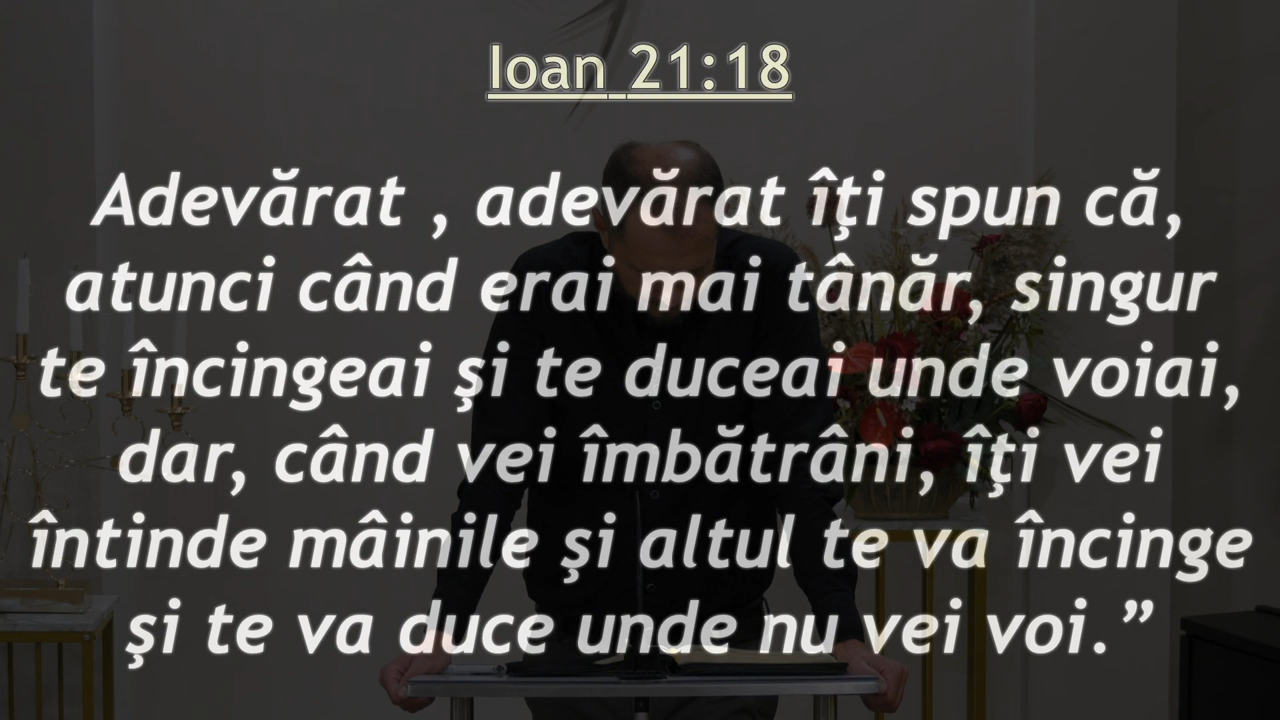 Ioan 21:18
Adevărat , adevărat îţi spun că,
atunci când erai mai tânăr, singur
te încingeai şi te duceai unde voiai,
dar, când vei îmbătrâni, îţi vei
întinde mâinile şi altul te va încinge
şi te va duce unde nu vei voi.”